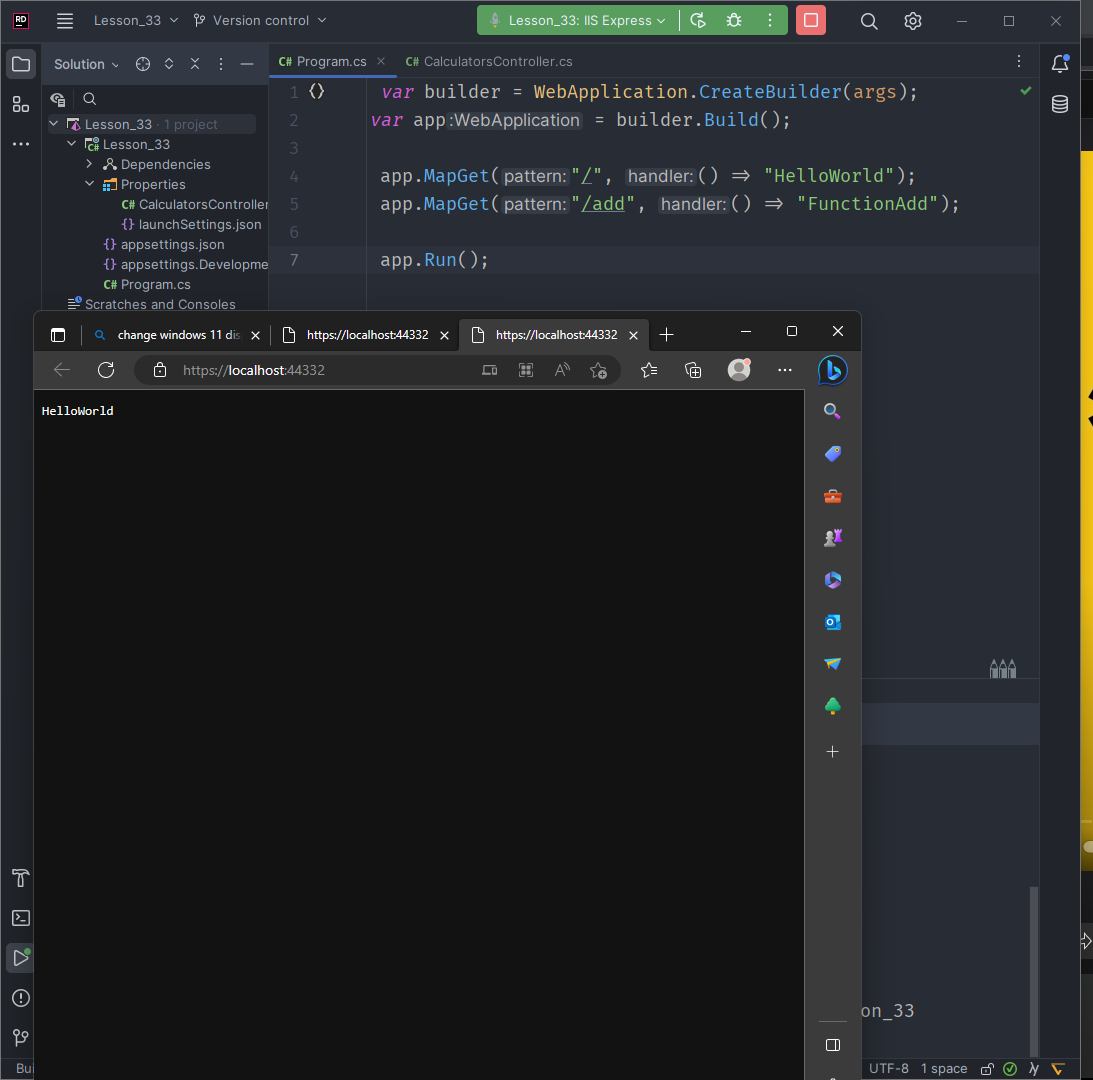 RD Lesson_33 Version control Lesson_33: IIS Express
Solution
C# Program.cs C# CalculatorsController.cs
Lesson_33 · 1 project
Lesson_33
Dependencies
Properties
C# CalculatorsController
{} launchSettings.json
{} appsettings.json
{} appsettings.Developme
C# Program.cs
Scratches and Consoles
1 {} var builder = WebApplication.CreateBuilder(args);
2 var app :WebApplication = builder.Build();
3
4 app.MapGet( pattern: "/", handler: () => "HelloWorld");
5 app.MapGet( pattern: "/add", handler: () => "FunctionAdd");
6
7 app.Run();
change windows 11 dis https://localhost:44332 https://localhost:44332
https://localhost:44332
HelloWorld
on_33
Bui UTF-8 1 space